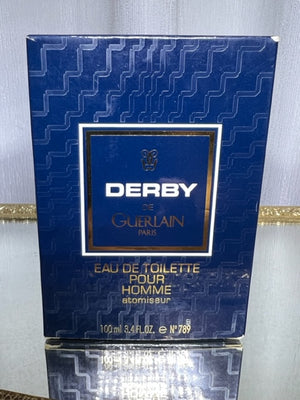 DERBY
DE
GUERLAIN
PARIS
EAU DE TOILETTE
POUR
HOMME
atomiseur
100 ml 3.4 FL.OZ. ℮ N° 789